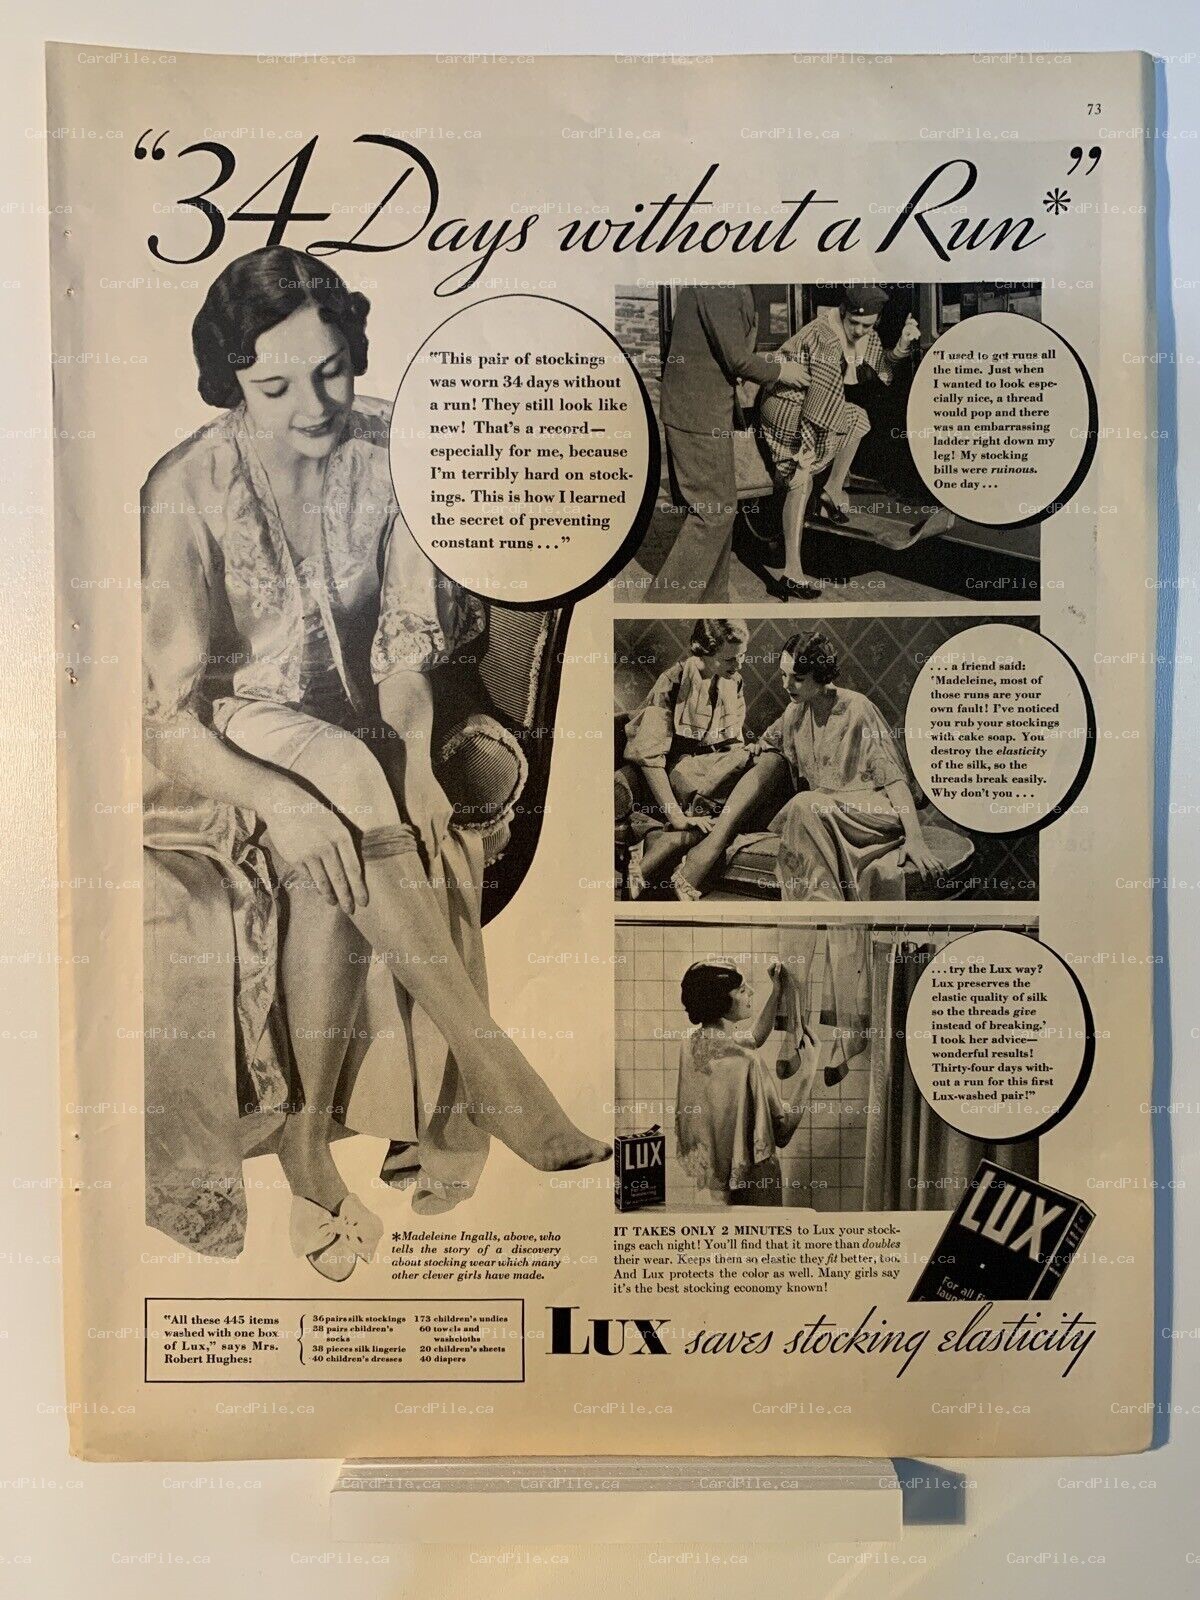 73
“34 Days without a Run*”
“This pair of stockings
was worn 34 days without
a run! They still look like
new! That's a record—
especially for me, because
I'm terribly hard on stock-
ings. This is how I learned
the secret of preventing
constant runs...”
“I used to get runs all
the time. Just when
I wanted to look espe-
cially nice, a thread
would pop and there
was an embarrassing
ladder right down my
leg! My stocking
bills were ruinous.
One day...
...a friend said:
‘Madeleine, most of
those runs are your
own fault! I've noticed
you rub your stockings
with cake soap. You
destroy the elasticity
of the silk, so the
threads break easily.
Why don't you...
...try the Lux way?
Lux preserves the
elastic quality of silk
so the threads give
instead of breaking.’
I took her advice—
wonderful results!
Thirty-four days with-
out a run for this first
Lux-washed pair!”
LUX
*Madeleine Ingalls, above, who
tells the story of a discovery
about stocking wear which many
other clever girls have made.
IT TAKES ONLY 2 MINUTES to Lux your stock-
ings each night! You'll find that it more than doubles
their wear. Keeps them so elastic they fit better, too.
And Lux protects the color as well. Many girls say
it's the best stocking economy known!
LUX
For all
“All these 445 items
washed with one box
of Lux,” says Mrs.
Robert Hughes:
36 pairs silk stockings
38 pairs children's
socks
38 pieces silk lingerie
40 children's dresses
173 children's undies
60 towels and
washcloths
20 children's sheets
40 diapers
LUX saves stocking elasticity
CardPile.ca